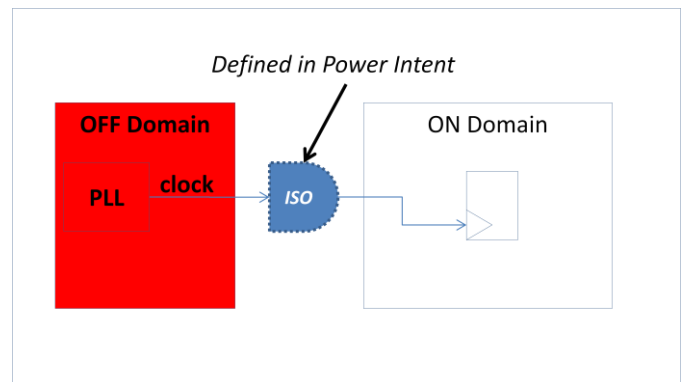 Defined in Power Intent
OFF Domain
ON Domain
PLL
clock
ISO